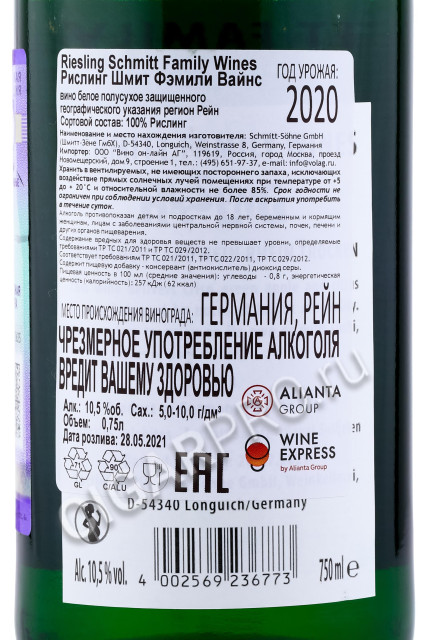 Riesling Schmitt Family Wines
Рислинг Шмит Фэмили Вайнс
ГОД УРОЖАЯ:
2020
вино белое полусухое защищенного
географического указания регион Рейн
Сортовой состав: 100% Рислинг
Наименование и место нахождения изготовителя: Schmitt-Söhne GmbH
(Шмитт-Зёне ГмбХ), D-54340, Longuich, Weinstrasse 8, Germany, Германия
Импортер: ООО "Вино он-лайн АГ", 119619, Россия, город Москва, проезд
Новомещерский, дом 9, строение 1, тел.: (495) 651-97-37, e-mail: info@volag.ru.
Хранить в вентилируемых, не имеющих постороннего запаха, исключающих
воздействие прямых солнечных лучей помещениях при температуре от +5
до + 20°С и относительной влажности не более 85%. Срок годности не
ограничен при соблюдении условий хранения. После вскрытия употребить
в течение суток.
Алкоголь противопоказан детям и подросткам до 18 лет, беременным и кормящим
женщинам, лицам с заболеваниями центральной нервной системы, почек, печени и
других органов пищеварения.
Содержание вредных для здоровья веществ не превышает уровни, определяемые
требованиями ТР ТС 021/2011 и ТР ТС 029/2012.
Соответствует требованиям ТР ТС 021/2011, ТР ТС 022/2011, ТР ТС 029/2012.
Содержит пищевую добавку - консервант (антиокислитель) диоксид серы.
Пищевая ценность в 100 мл (средние значения): углеводы - 0,8 г, энергетическая
ценность (калорийность): 257 кДж (62 ккал)
МЕСТО ПРОИСХОЖДЕНИЯ ВИНОГРАДА: ГЕРМАНИЯ, РЕЙН
ЧРЕЗМЕРНОЕ УПОТРЕБЛЕНИЕ АЛКОГОЛЯ
ВРЕДИТ ВАШЕМУ ЗДОРОВЬЮ
Алк.: 10,5 %об. Сах.: 5,0-10,0 г/дм³
Объем: 0,75л
Дата розлива: 28.05.2021
ALIANTA
GROUP
WINE
EXPRESS
by Alianta Group
71
GL
90
C/ALU
EAC
D-54340 Longuich/Germany
Alc. 10,5 % vol.
4 002569 236773
750 ml e